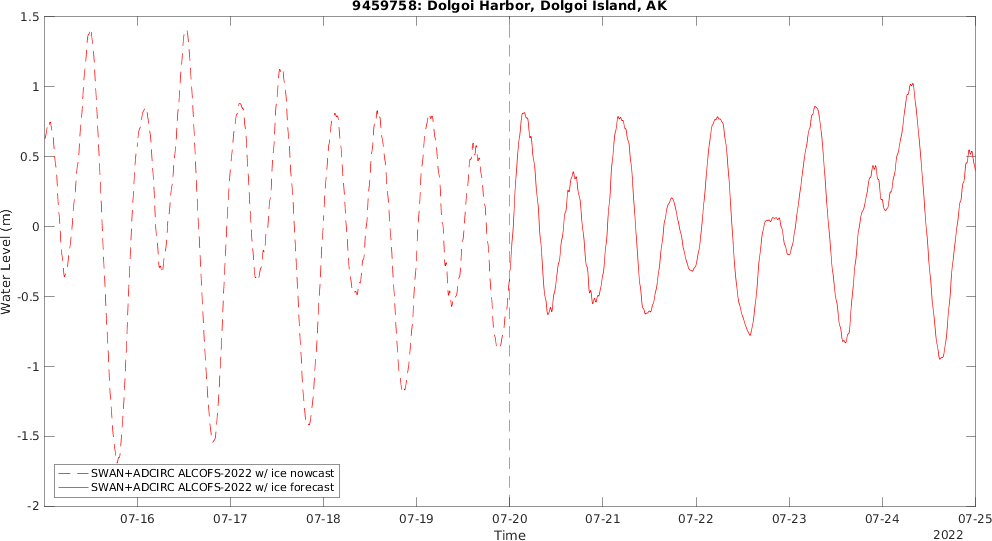 9459758: Dolgoi Harbor, Dolgoi Island, AK
1.5
1
0.5
0
-0.5
-1
-1.5
-2
Water Level (m)
SWAN+ADCIRC ALCOFS-2022 w/ ice nowcast
SWAN+ADCIRC ALCOFS-2022 w/ ice forecast
07-16 07-17 07-18 07-19 07-20 07-21 07-22 07-23 07-24 07-25
Time
2022